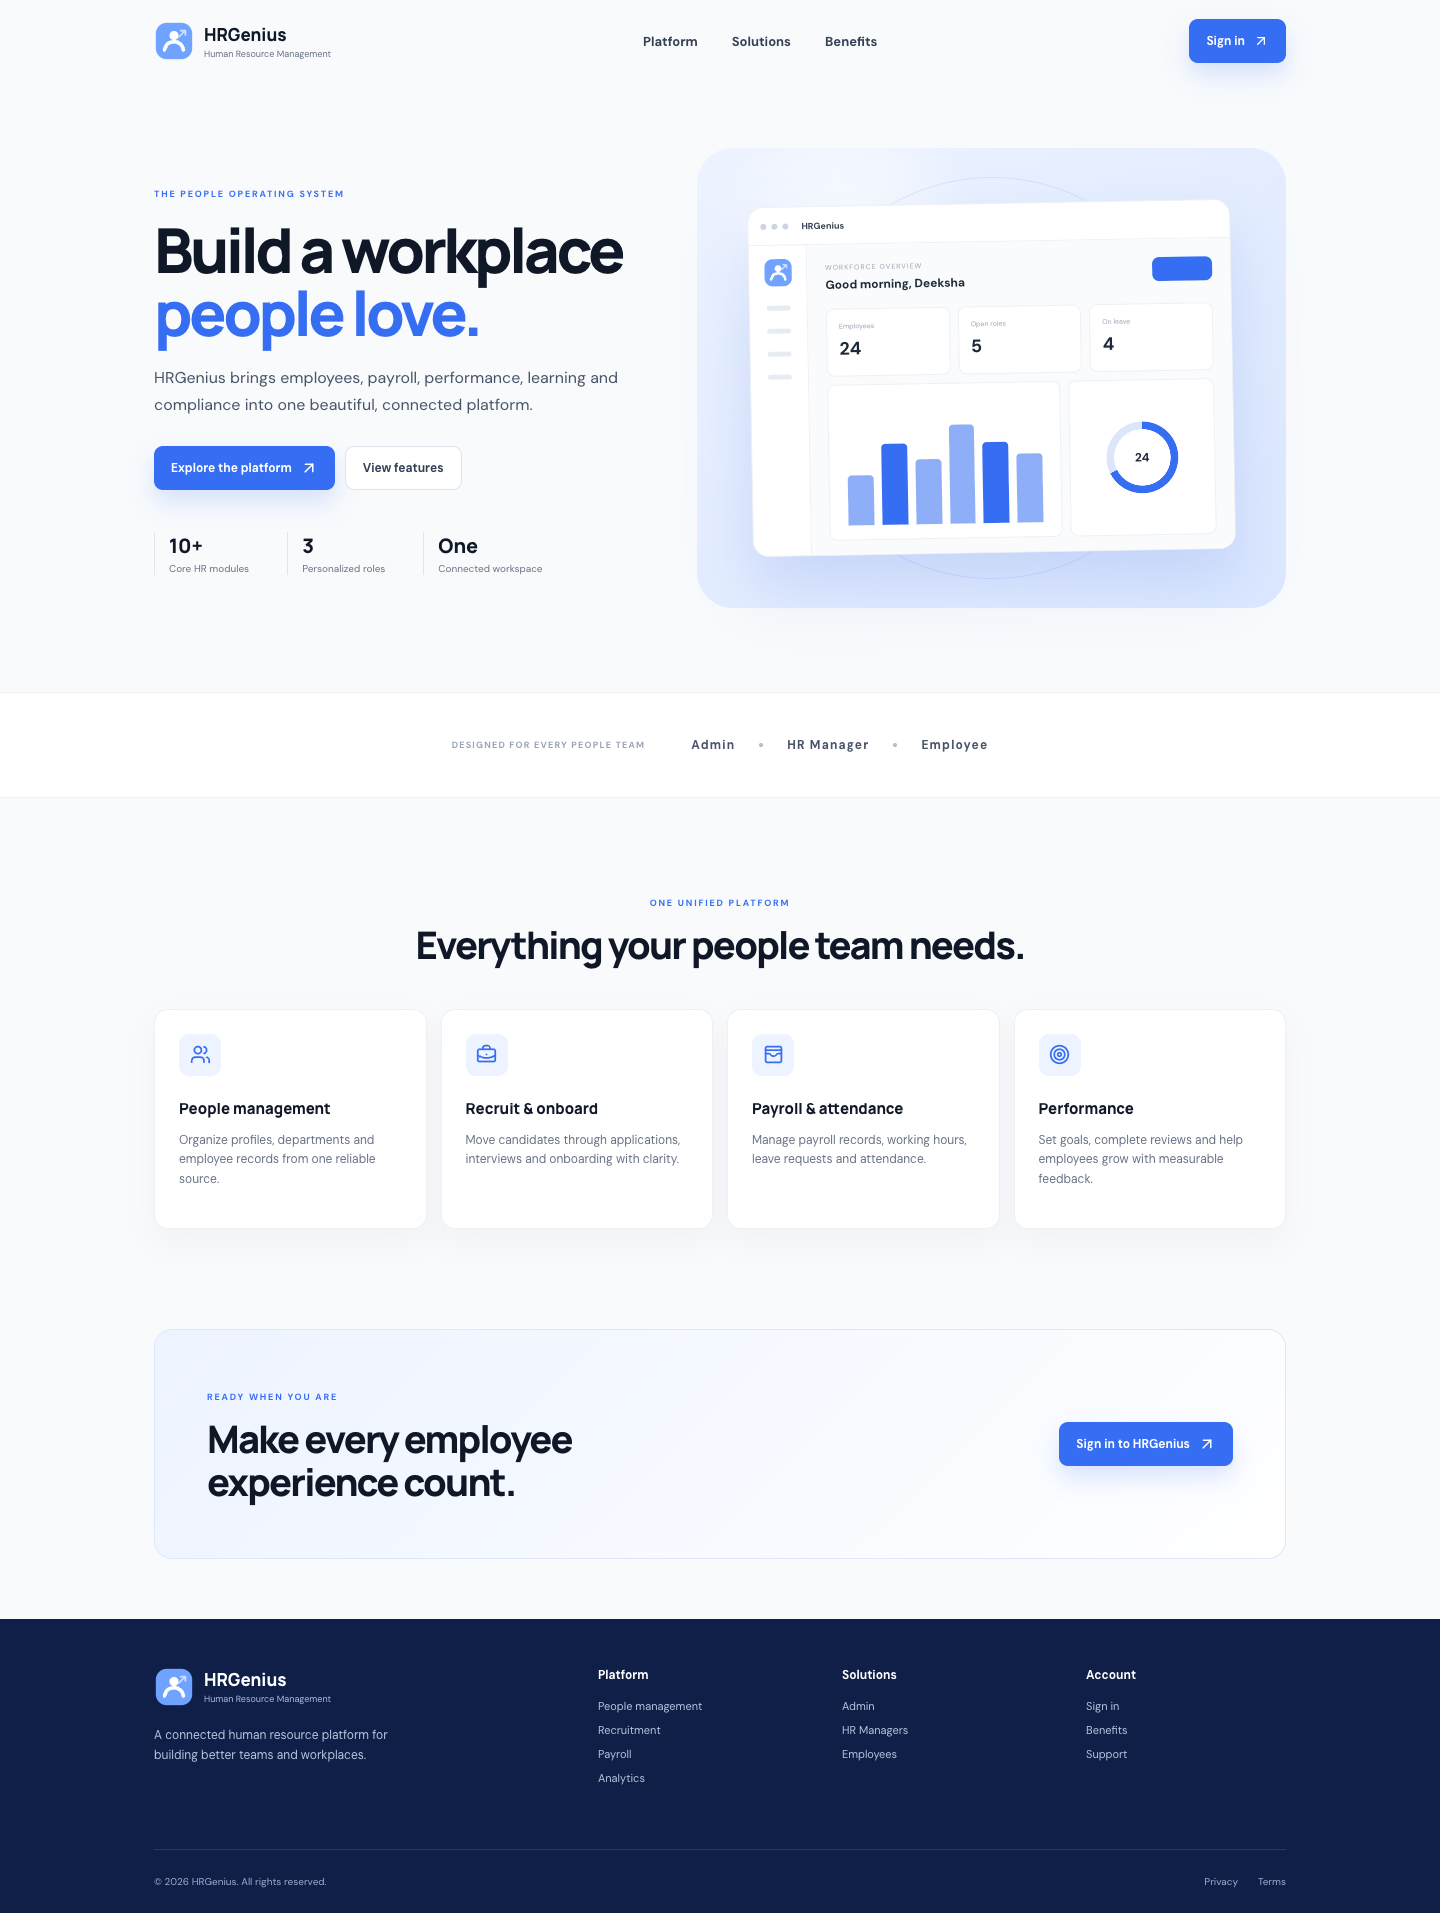 HRGenius
Human Resource Management
Platform
Solutions
Benefits
Sign in
THE PEOPLE OPERATING SYSTEM
Build a workplace
people love.
HRGenius brings employees, payroll, performance, learning and
compliance into one beautiful, connected platform.
Explore the platform
View features
10+
Core HR modules
3
Personalized roles
One
Connected workspace
HRGenius
WORKFORCE OVERVIEW
Good morning, Deeksha
Employees
24
Open roles
5
On leave
4
24
DESIGNED FOR EVERY PEOPLE TEAM
Admin
HR Manager
Employee
ONE UNIFIED PLATFORM
Everything your people team needs.
People management
Organize profiles, departments and
employee records from one reliable
source.
Recruit & onboard
Move candidates through applications,
interviews and onboarding with clarity.
Payroll & attendance
Manage payroll records, working hours,
leave requests and attendance.
Performance
Set goals, complete reviews and help
employees grow with measurable
feedback.
READY WHEN YOU ARE
Make every employee
experience count.
Sign in to HRGenius
HRGenius
Human Resource Management
A connected human resource platform for
building better teams and workplaces.
Platform
People management
Recruitment
Payroll
Analytics
Solutions
Admin
HR Managers
Employees
Account
Sign in
Benefits
Support
© 2026 HRGenius. All rights reserved.
Privacy
Terms